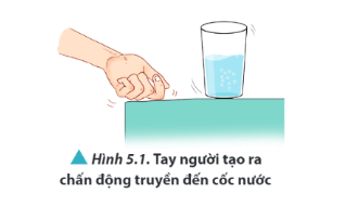 ▲ Hình 5.1. Tay người tạo ra
chấn động truyền đến cốc nước